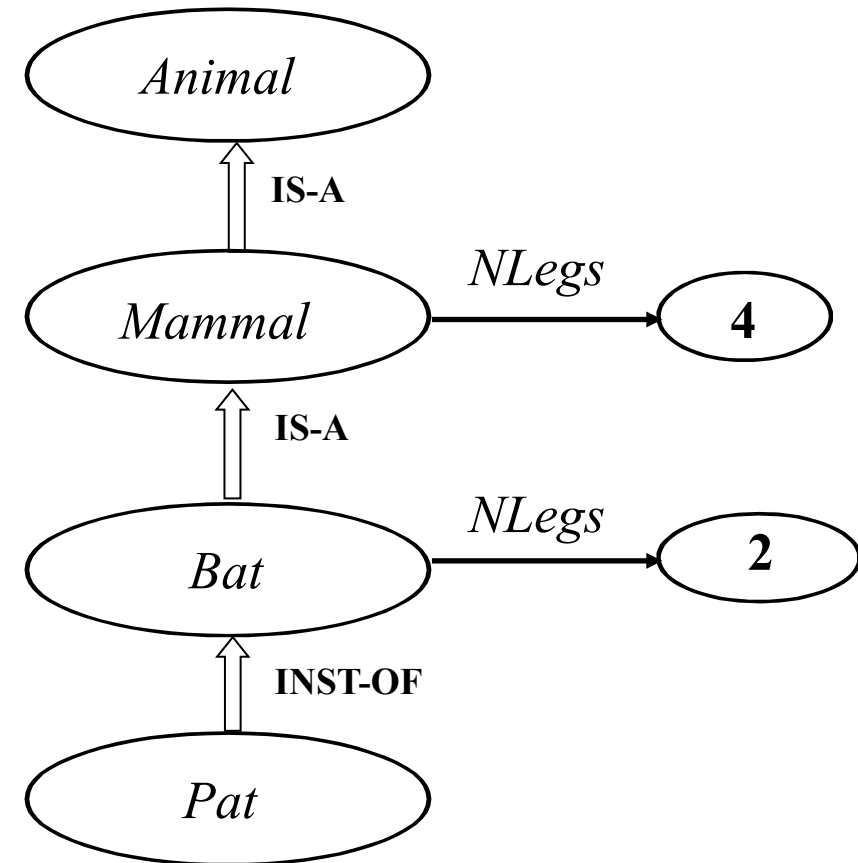 Animal
IS-A
NLegs
Mammal
4
IS-A
NLegs
Bat
2
INST-OF
Pat